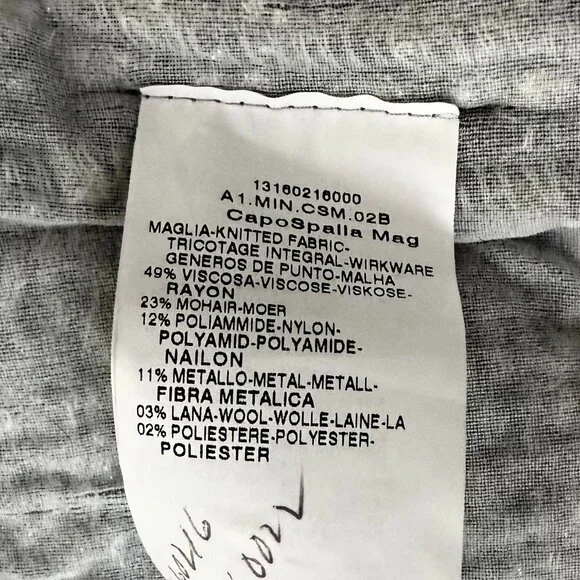 13160216000
A1.MIN.CSM.02B
CapoSpalla Mag
MAGLIA-KNITTED FABRIC-
TRICOTAGE INTEGRAL-WIRKWARE
GENEROS DE PUNTO-MALHA
49% VISCOSA-VISCOSE-VISKOSE-
RAYON
23% MOHAIR-MOER
12% POLIAMMIDE-NYLON-
POLYAMID-POLYAMIDE-
NAILON
11% METALLO-METAL-METALL-
FIBRA METALICA
03% LANA-WOOL-WOLLE-LAINE-LA
02% POLIESTERE-POLYESTER-
POLIESTER